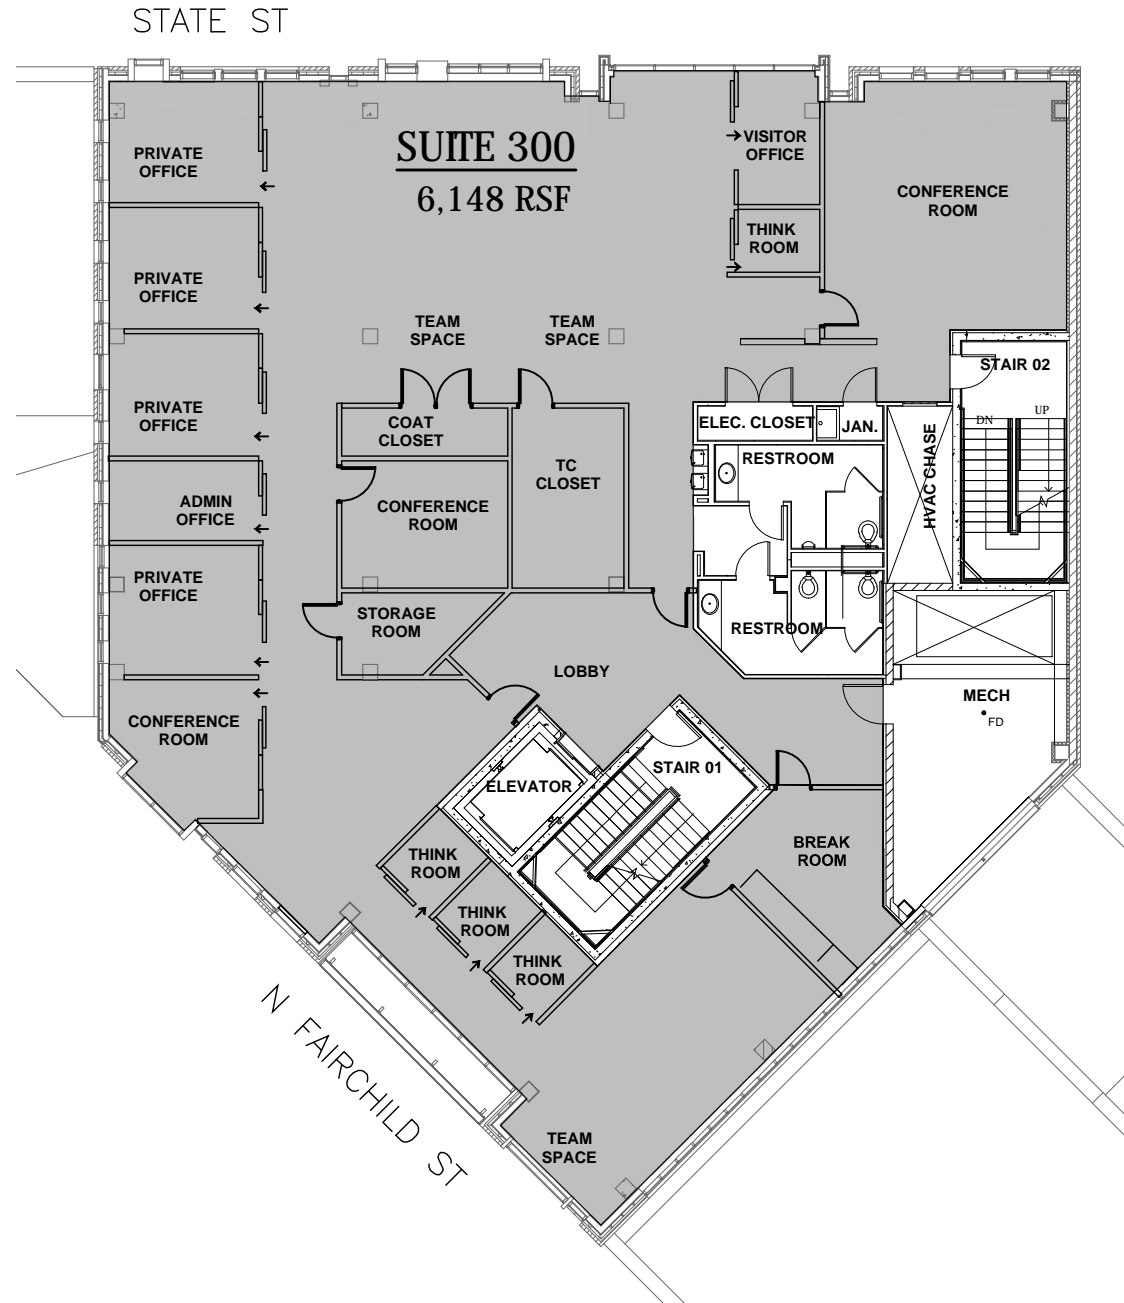 STATE ST
SUITE 300
6,148 RSF
PRIVATE
OFFICE
VISITOR
OFFICE
CONFERENCE
ROOM
THINK
ROOM
PRIVATE
OFFICE
TEAM
SPACE
TEAM
SPACE
STAIR 02
PRIVATE
OFFICE
COAT
CLOSET
ELEC. CLOSET
JAN.
DN
UP
RESTROOM
TC
CLOSET
HVAC CHASE
ADMIN
OFFICE
CONFERENCE
ROOM
PRIVATE
OFFICE
STORAGE
ROOM
RESTROOM
LOBBY
MECH
FD
CONFERENCE
ROOM
STAIR 01
ELEVATOR
BREAK
ROOM
THINK
ROOM
THINK
ROOM
THINK
ROOM
N FAIRCHILD ST
TEAM
SPACE